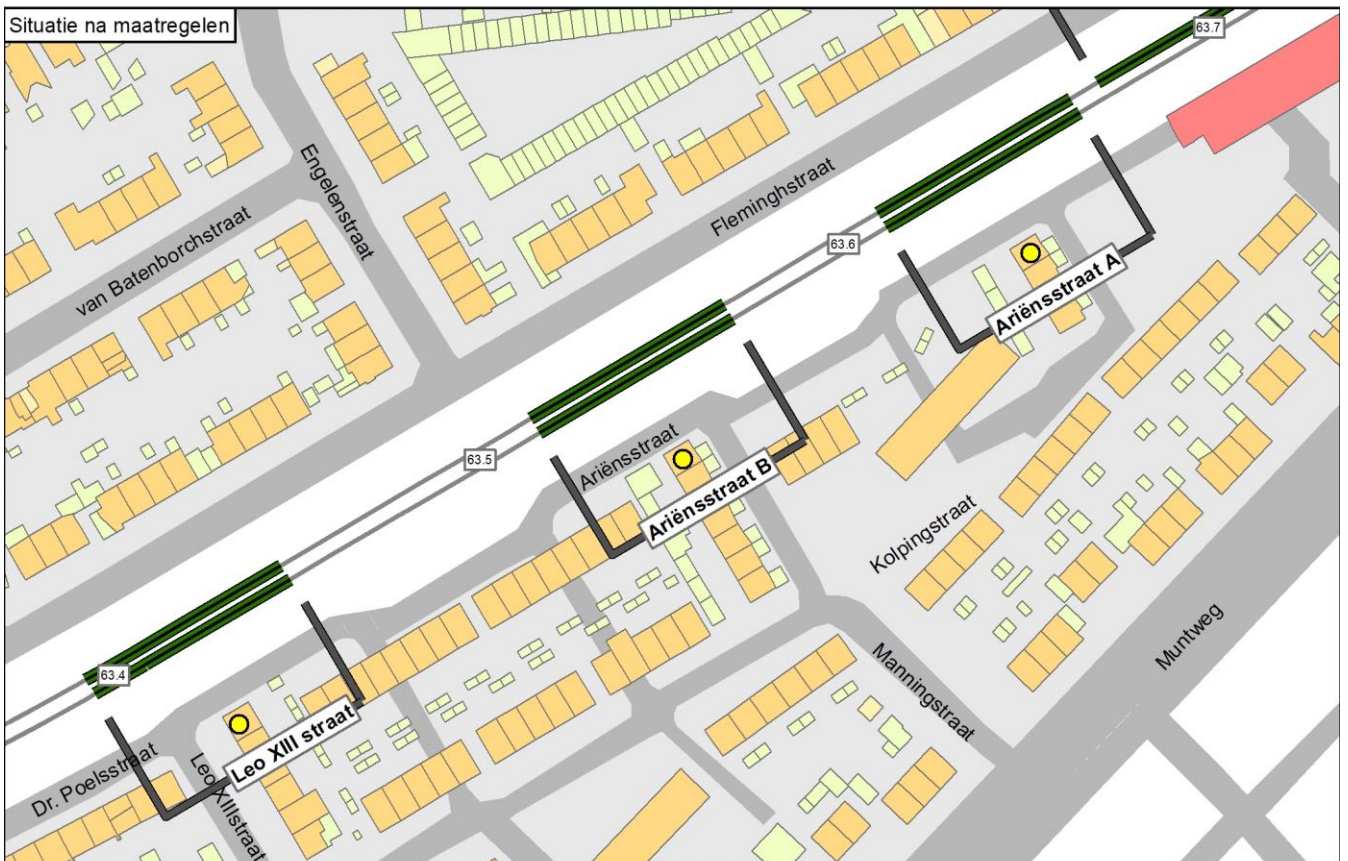 Situatie na maatregelen
63.7
Engelenstraat
Fleminghstraat
van Batenborchstraat
63.6
Ariënsstraat A
63.5
Ariënsstraat
Ariënsstraat B
Kolpingstraat
Muntweg
Manningstraat
63.4
Leo XIII straat
Dr. Poelsstraat
Leo XIIIstraat